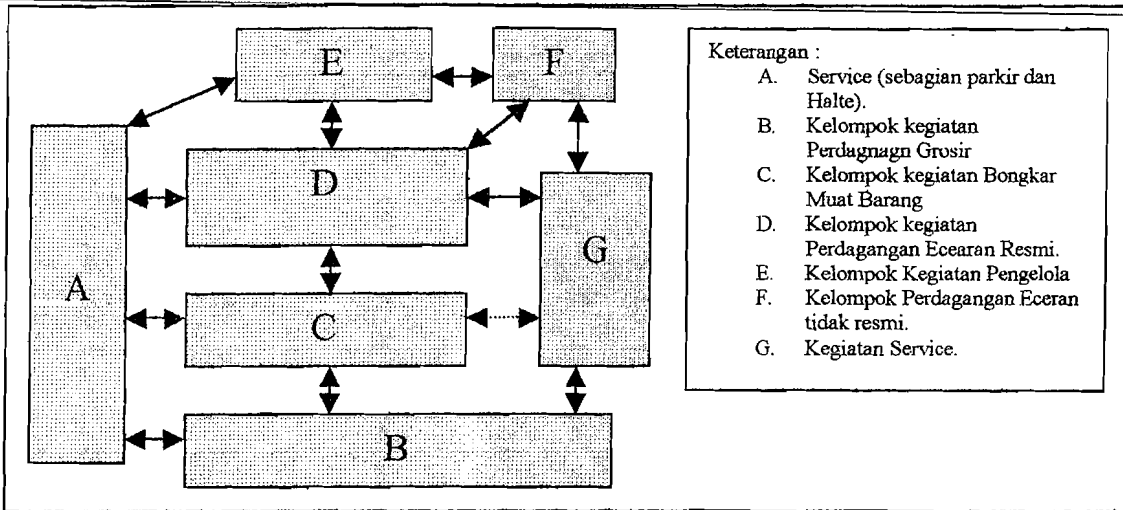 E
F
D
G
A
C
B
Keterangan :
A. Service (sebagian parkir dan
Halte).
B. Kelompok kegiatan
Perdagnagn Grosir
C. Kelompok kegiatan Bongkar
Muat Barang
D. Kelompok kegiatan
Perdagangan Ecearan Resmi.
E. Kelompok Kegiatan Pengelola
F. Kelompok Perdagangan Eceran
tidak resmi.
G. Kegiatan Service.